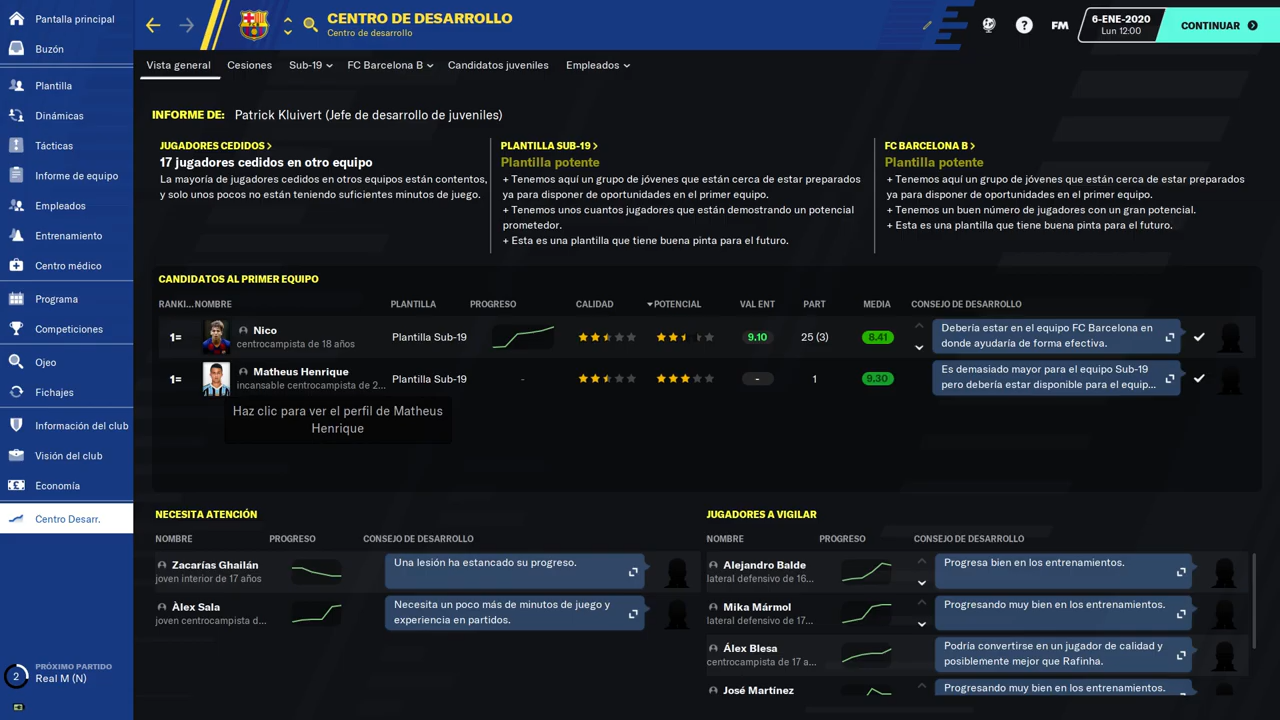 Pantalla principal
Buzón
Plantilla
Dinámicas
Tácticas
Informe de equipo
Empleados
Entrenamiento
Centro médico
Programa
Competiciones
Ojeo
Fichajes
Información del club
Visión del club
Economía
Centro Desarr.
2
PRÓXIMO PARTIDO
Real M (N)
CENTRO DE DESARROLLO
Centro de desarrollo
?
FM
6-ENE-2020
Lun 12:00
CONTINUAR
Vista general
Cesiones
Sub-19
FC Barcelona B
Candidatos juveniles
Empleados
INFORME DE: Patrick Kluivert (Jefe de desarrollo de juveniles)
JUGADORES CEDIDOS >
17 jugadores cedidos en otro equipo
La mayoría de jugadores cedidos en otros equipos están contentos,
y solo unos pocos no están teniendo suficientes minutos de juego.
PLANTILLA SUB-19 >
Plantilla potente
+ Tenemos aquí un grupo de jóvenes que están cerca de estar preparados
ya para disponer de oportunidades en el primer equipo.
+ Tenemos unos cuantos jugadores que están demostrando un potencial
prometedor.
+ Esta es una plantilla que tiene buena pinta para el futuro.
FC BARCELONA B >
Plantilla potente
+ Tenemos aquí un grupo de jóvenes que están cerca de estar preparados
ya para disponer de oportunidades en el primer equipo.
+ Tenemos un buen número de jugadores con un gran potencial.
+ Esta es una plantilla que tiene buena pinta para el futuro.
CANDIDATOS AL PRIMER EQUIPO
RANKI... NOMBRE PLANTILLA PROGRESO CALIDAD POTENCIAL VAL ENT PART MEDIA CONSEJO DE DESARROLLO
1= Nico Plantilla Sub-19 9.10 25 (3) 8.41
centrocampista de 18 años
Debería estar en el equipo FC Barcelona en
donde ayudaría de forma efectiva.
1= Matheus Henrique Plantilla Sub-19 - - 1 9.30
incansable centrocampista de 2...
Es demasiado mayor para el equipo Sub-19
pero debería estar disponible para el equip...
Haz clic para ver el perfil de Matheus
Henrique
NECESITA ATENCIÓN
NOMBRE PROGRESO CONSEJO DE DESARROLLO
Zacarías Ghailán
joven interior de 17 años
Una lesión ha estancado su progreso.
Àlex Sala
joven centrocampista d...
Necesita un poco más de minutos de juego y
experiencia en partidos.
JUGADORES A VIGILAR
NOMBRE PROGRESO CONSEJO DE DESARROLLO
Alejandro Balde
lateral defensivo de 16...
Progresa bien en los entrenamientos.
Mika Mármol
lateral defensivo de 17...
Progresando muy bien en los entrenamientos.
Álex Blesa
centrocampista de 17 a...
Podría convertirse en un jugador de calidad y
posiblemente mejor que Rafinha.
José Martínez
Progresando muy bien en los entrenamientos.